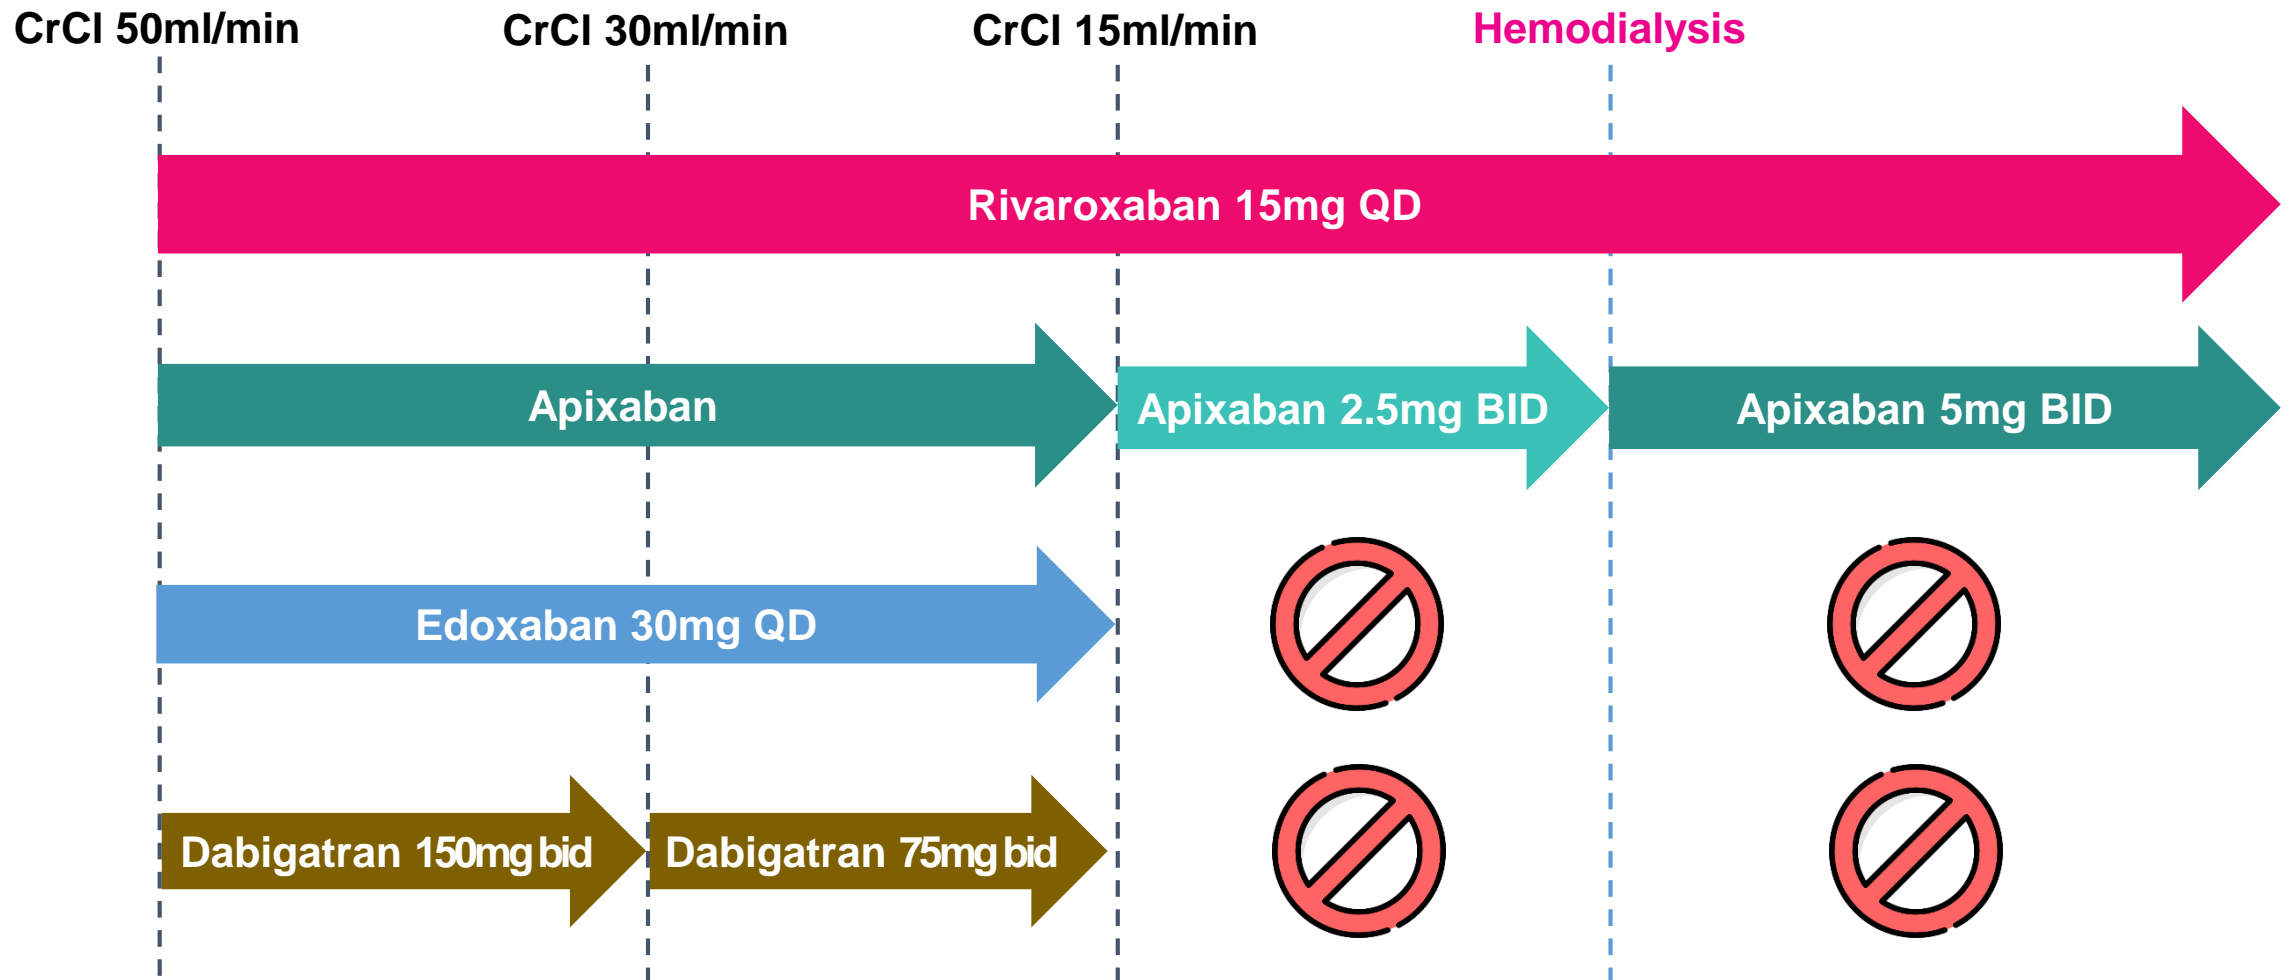 CrCl 50ml/min
CrCl 30ml/min
CrCl 15ml/min
Hemodialysis
Rivaroxaban 15mg QD
Apixaban
Apixaban 2.5mg BID
Apixaban 5mg BID
Edoxaban 30mg QD
Dabigatran 150mg bid
Dabigatran 75mg bid